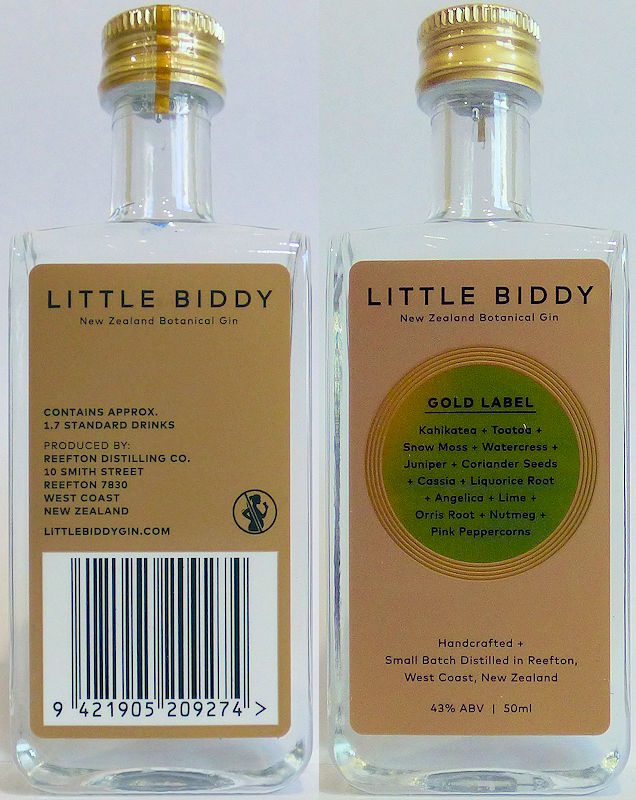 LITTLE BIDDY
New Zealand Botanical Gin
CONTAINS APPROX.
1.7 STANDARD DRINKS
PRODUCED BY:
REEFTON DISTILLING CO.
10 SMITH STREET
REEFTON 7830
WEST COAST
NEW ZEALAND
LITTLEBIDDYGIN.COM
9 421905 209274 >
LITTLE BIDDY
New Zealand Botanical Gin
GOLD LABEL
Kahikatea + Toatoa +
Snow Moss + Watercress +
Juniper + Coriander Seeds
+ Cassia + Liquorice Root
+ Angelica + Lime +
Orris Root + Nutmeg +
Pink Peppercorns
Handcrafted +
Small Batch Distilled in Reefton,
West Coast, New Zealand
43% ABV | 50ml